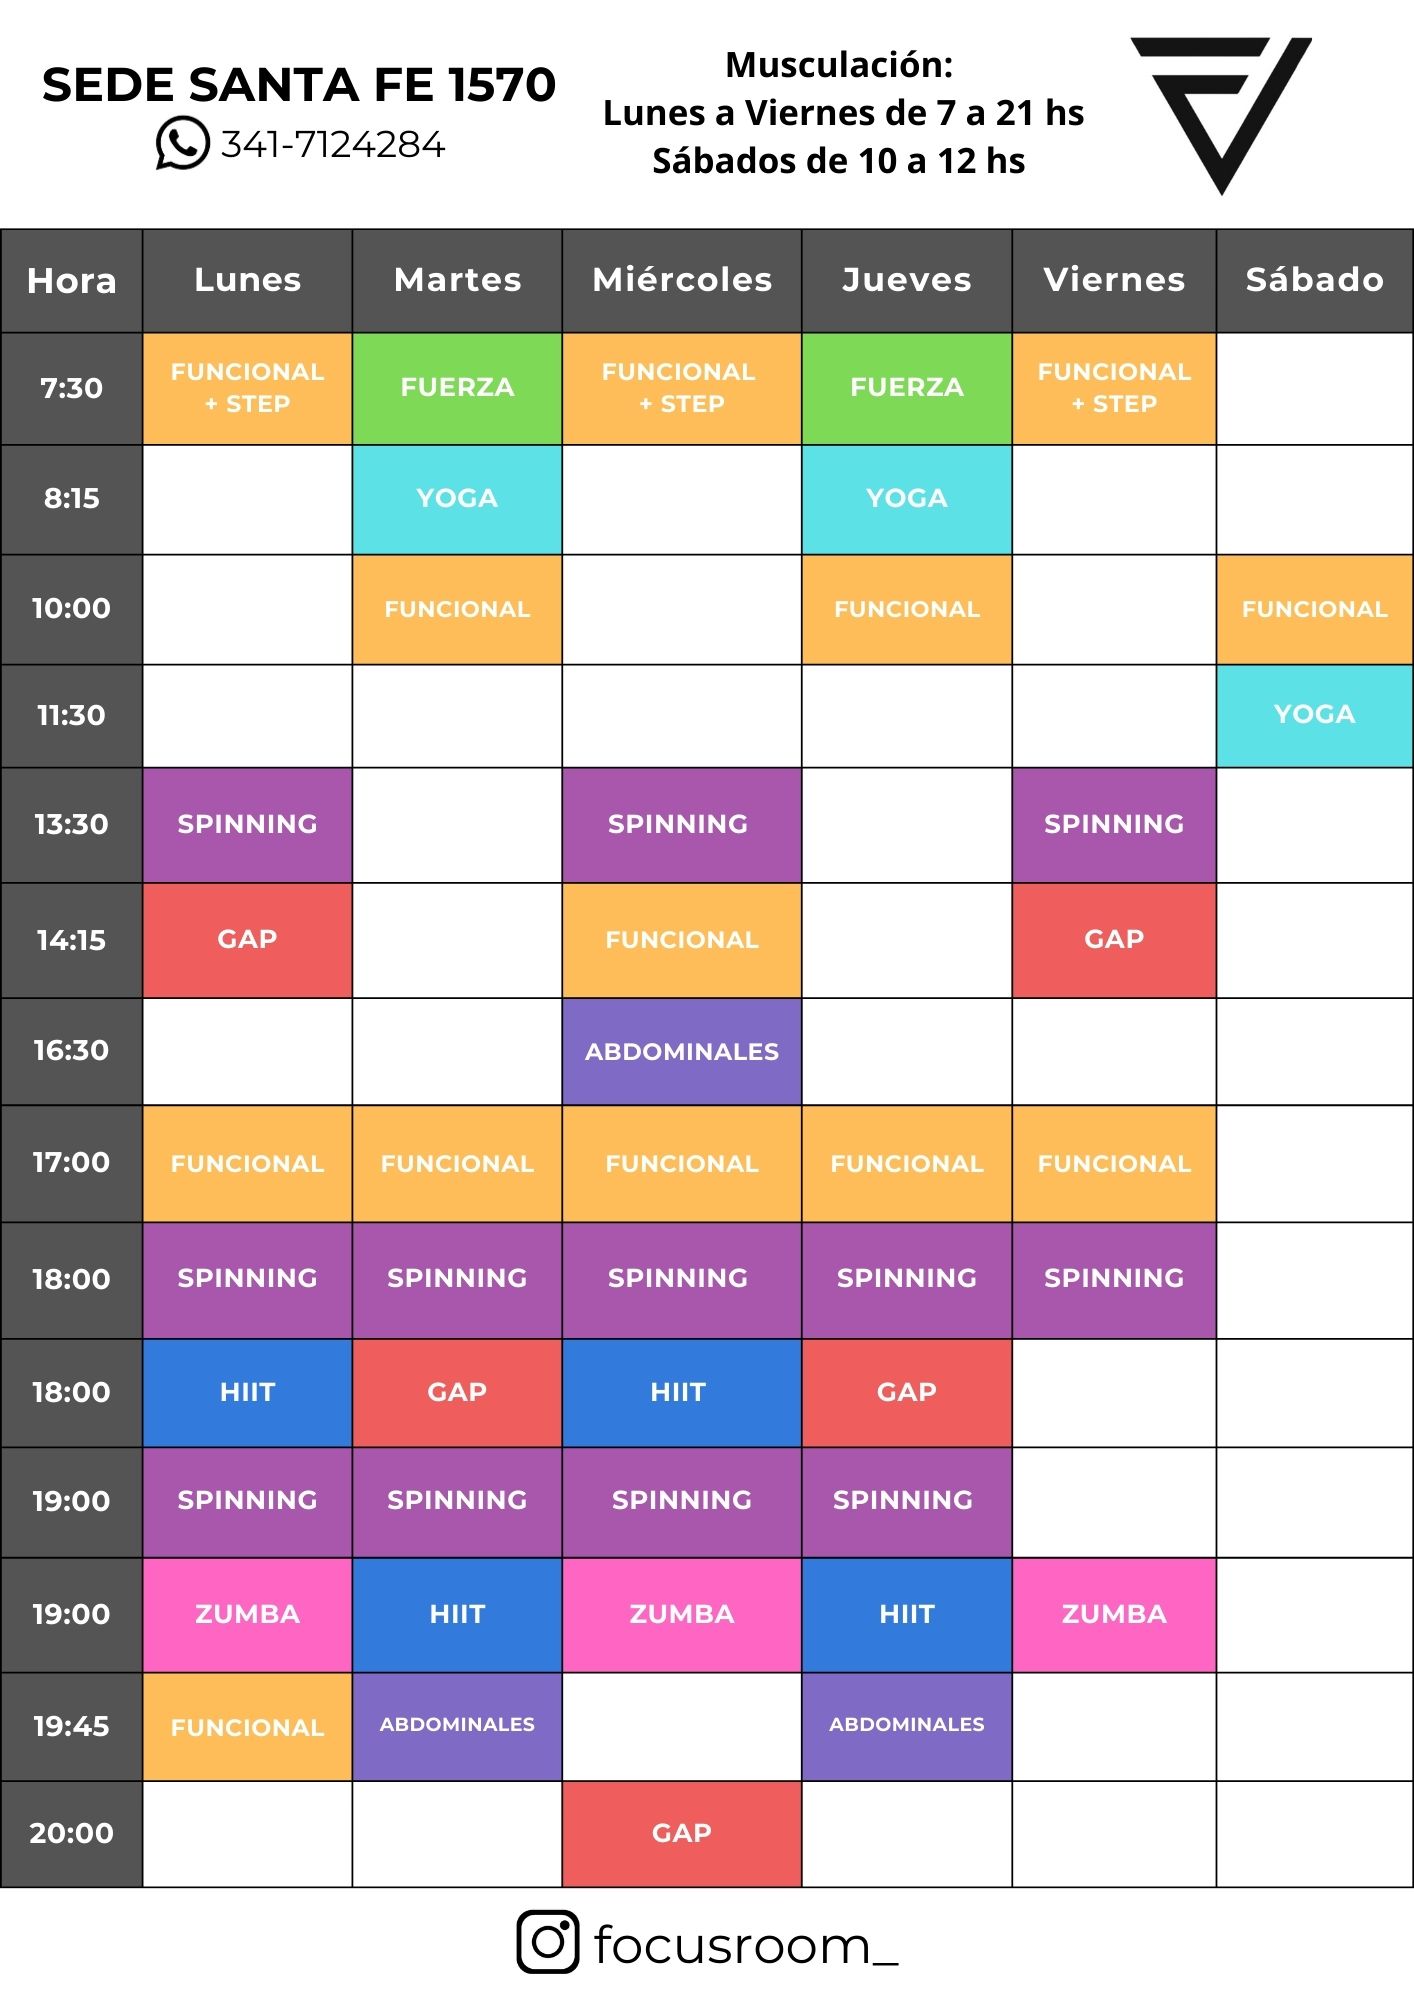 SEDE SANTA FE 1570
341-7124284
Musculación:
Lunes a Viernes de 7 a 21 hs
Sábados de 10 a 12 hs
Hora Lunes Martes Miércoles Jueves Viernes Sábado
7:30 FUNCIONAL + STEP FUERZA FUNCIONAL + STEP FUERZA FUNCIONAL + STEP
8:15 YOGA YOGA
10:00 FUNCIONAL FUNCIONAL FUNCIONAL
11:30 YOGA
13:30 SPINNING SPINNING SPINNING
14:15 GAP FUNCIONAL GAP
16:30 ABDOMINALES
17:00 FUNCIONAL FUNCIONAL FUNCIONAL FUNCIONAL FUNCIONAL
18:00 SPINNING SPINNING SPINNING SPINNING SPINNING
18:00 HIIT GAP HIIT GAP
19:00 SPINNING SPINNING SPINNING SPINNING
19:00 ZUMBA HIIT ZUMBA HIIT ZUMBA
19:45 FUNCIONAL ABDOMINALES ABDOMINALES
20:00 GAP
focusroom_